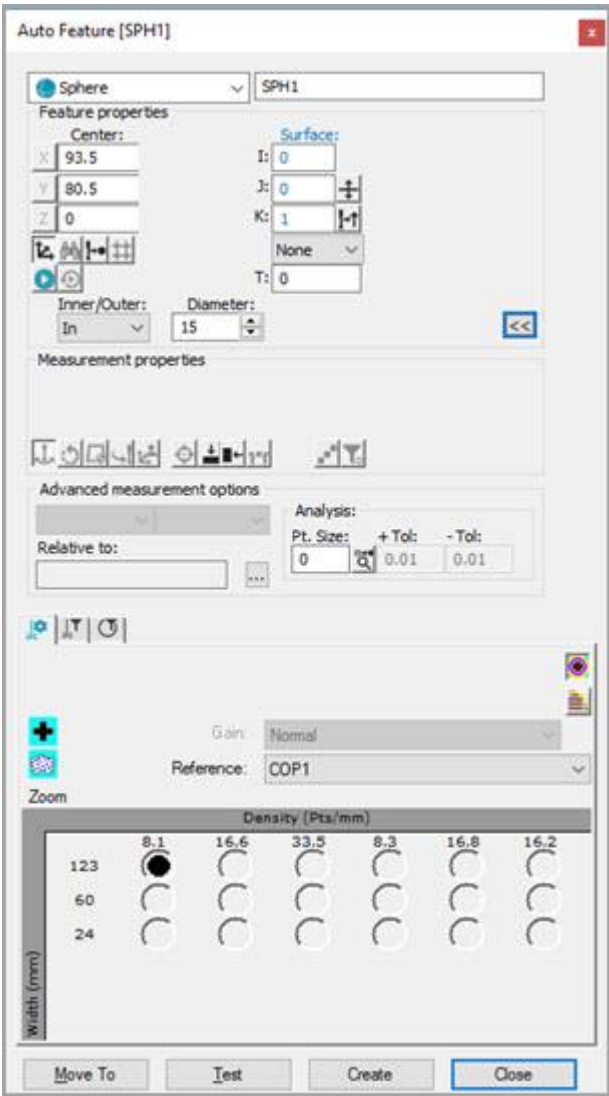 Auto Feature [SPH1]
x
Sphere SPH1
Feature properties
Center: Surface:
X 93.5 I: 0
Y 80.5 J: 0
Z 0 K: 1
None
T: 0
Inner/Outer: Diameter:
In 15 <<
Measurement properties
Advanced measurement options
Analysis:
Pt. Size: + Tol: - Tol:
0 0.01 0.01
Relative to:
...
Gain: Normal
Reference: COP1
Zoom
Density (Pts/mm)
8.1 16.6 33.5 8.3 16.8 16.2
123
60
24
Width (mm)
Move To Test Create Close